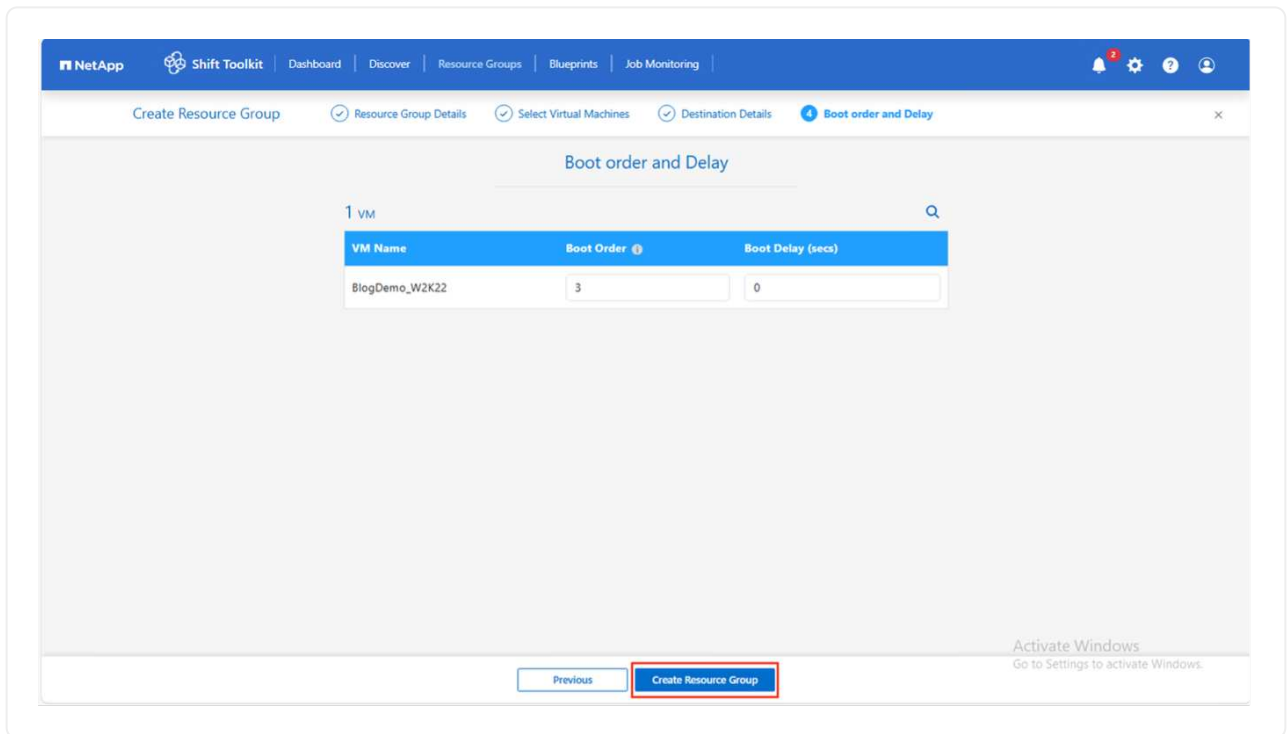 NetApp Shift Toolkit Dashboard Discover Resource Groups Blueprints Job Monitoring 2 ?
Create Resource Group Resource Group Details Select Virtual Machines Destination Details 4 Boot order and Delay
Boot order and Delay
1 VM
VM Name Boot Order Boot Delay (secs)
BlogDemo_W2K22 3 0
Activate Windows
Go to Settings to activate Windows.
Previous Create Resource Group